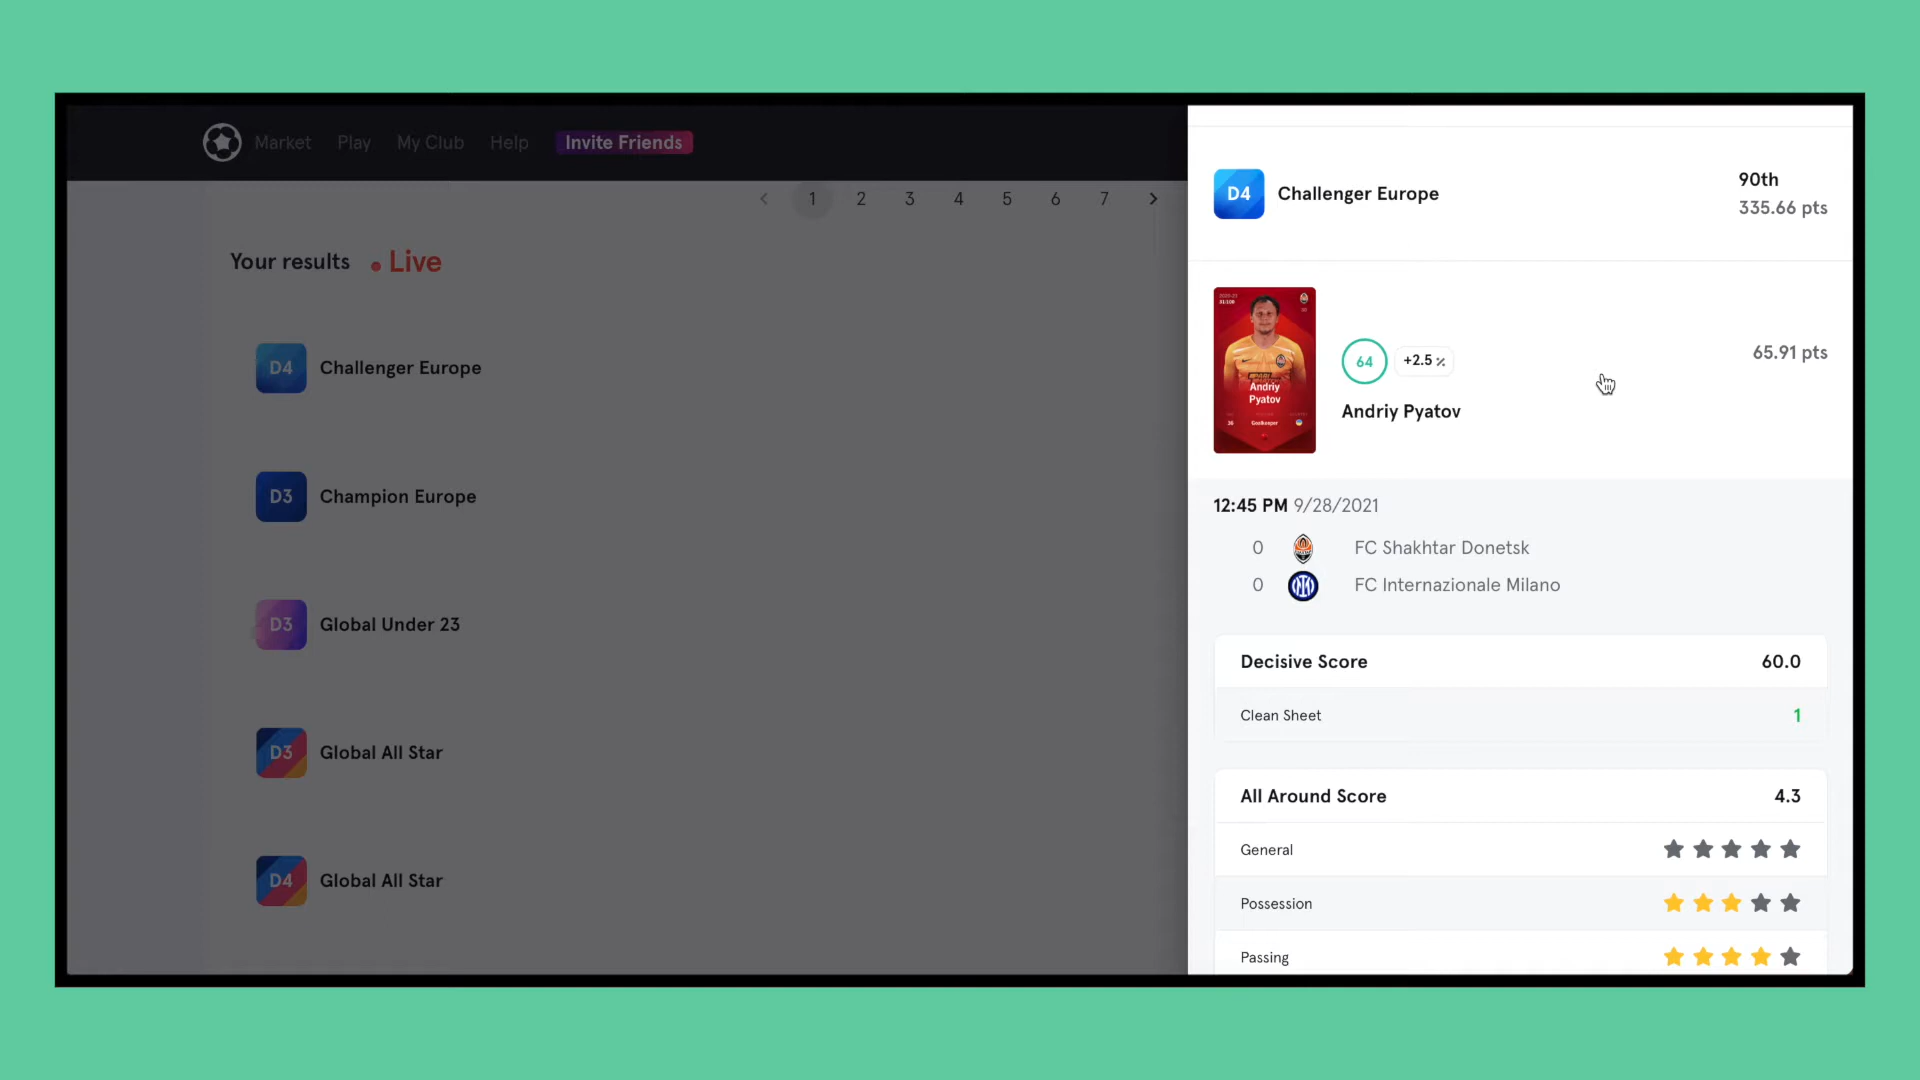 Market Play My Club Help Invite Friends
1 2 3 4 5 6 7
Your results Live
D4 Challenger Europe
D3 Champion Europe
D3 Global Under 23
D3 Global All Star
D4 Global All Star
D4 Challenger Europe
90th
335.66 pts
Andriy
Pyatov
36 Goalkeeper
64 +2.5 %
65.91 pts
Andriy Pyatov
12:45 PM 9/28/2021
0 FC Shakhtar Donetsk
0 FC Internazionale Milano
Decisive Score 60.0
Clean Sheet 1
All Around Score 4.3
General
Possession
Passing